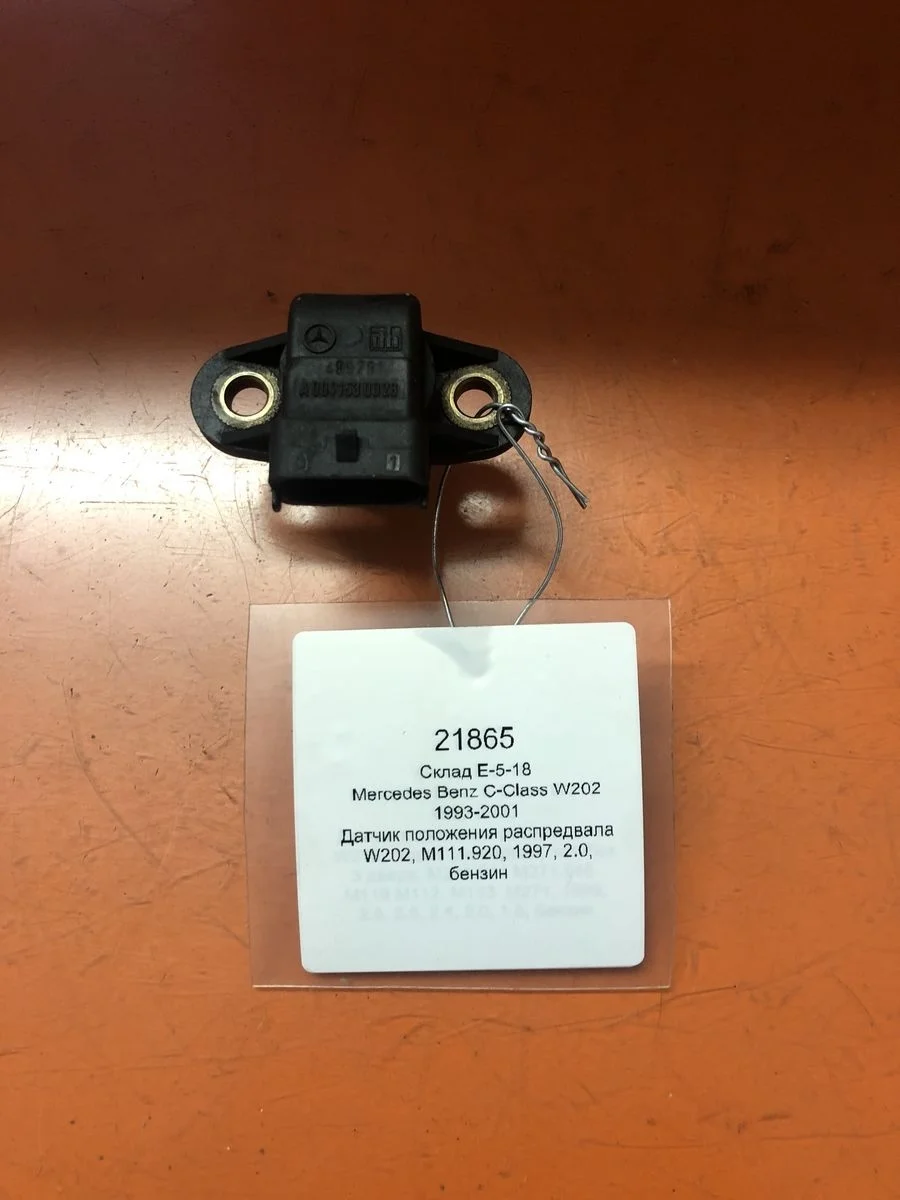 21865
Склад Е-5-18
Mercedes Benz C-Class W202
1993-2001
Датчик положения распредвала
W202, M111.920, 1997, 2.0,
бензин